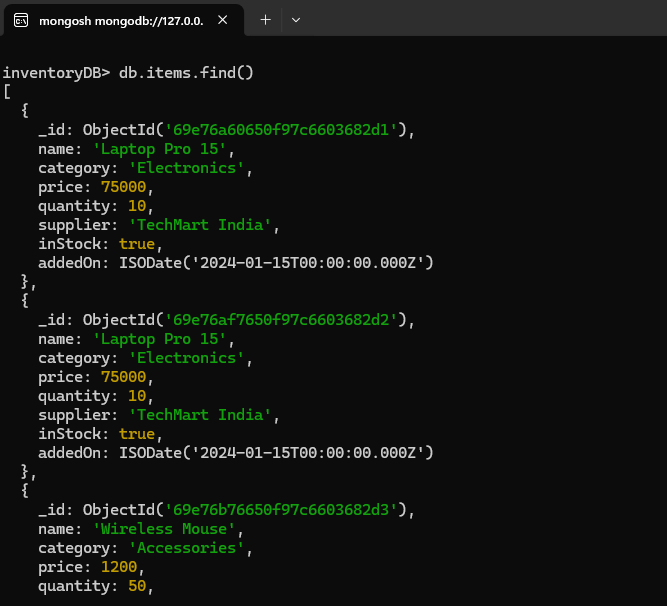 mongosh mongodb://127.0.0.
inventoryDB> db.items.find()
[
  {
    _id: ObjectId('69e76a60650f97c6603682d1'),
    name: 'Laptop Pro 15',
    category: 'Electronics',
    price: 75000,
    quantity: 10,
    supplier: 'TechMart India',
    inStock: true,
    addedOn: ISODate('2024-01-15T00:00:00.000Z')
  },
  {
    _id: ObjectId('69e76af7650f97c6603682d2'),
    name: 'Laptop Pro 15',
    category: 'Electronics',
    price: 75000,
    quantity: 10,
    supplier: 'TechMart India',
    inStock: true,
    addedOn: ISODate('2024-01-15T00:00:00.000Z')
  },
  {
    _id: ObjectId('69e76b76650f97c6603682d3'),
    name: 'Wireless Mouse',
    category: 'Accessories',
    price: 1200,
    quantity: 50,